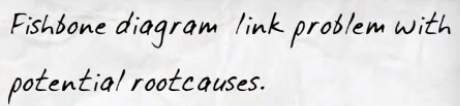 Fishbone diagram link problem with
potential rootcauses.